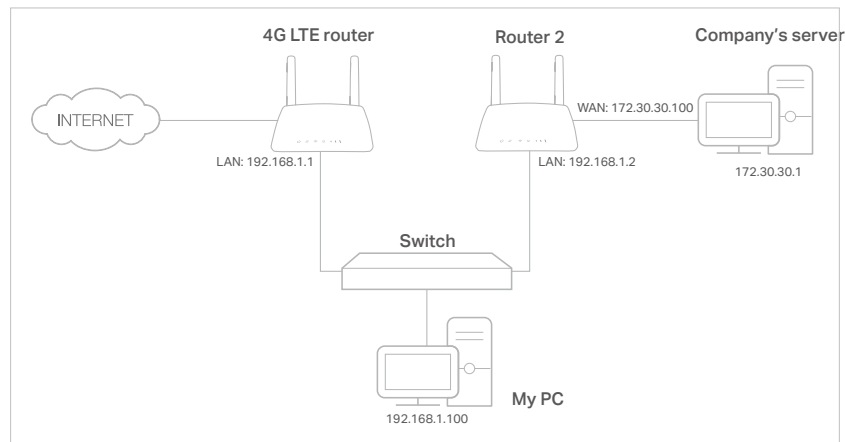 4G LTE router
Router 2
Company's server
INTERNET
WAN: 172.30.30.100
LAN: 192.168.1.1
LAN: 192.168.1.2
172.30.30.1
Switch
My PC
192.168.1.100